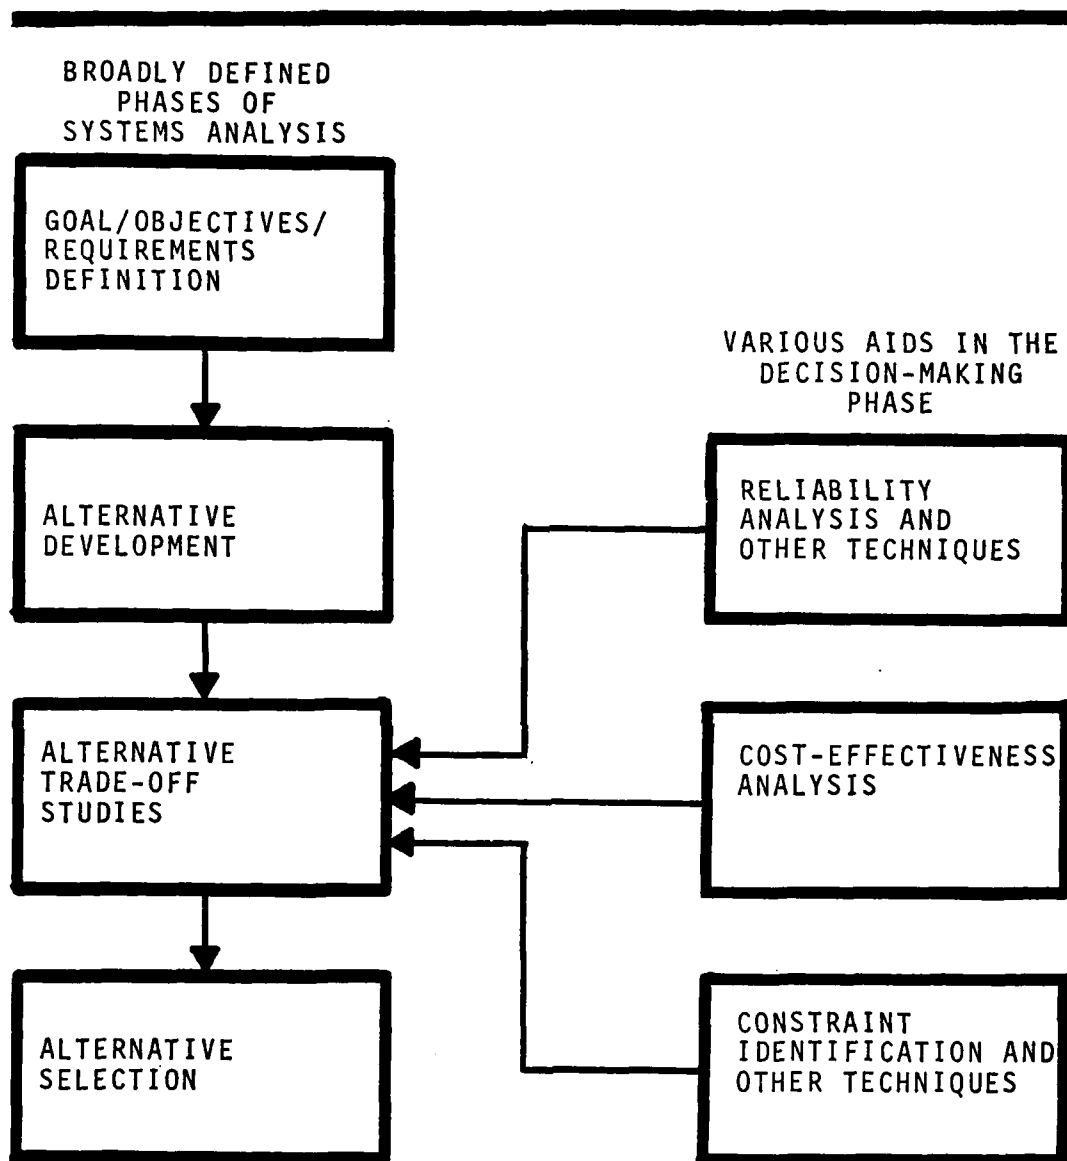 BROADLY DEFINED
PHASES OF
SYSTEMS ANALYSIS
GOAL/OBJECTIVES/
REQUIREMENTS
DEFINITION
ALTERNATIVE
DEVELOPMENT
ALTERNATIVE
TRADE-OFF
STUDIES
ALTERNATIVE
SELECTION
VARIOUS AIDS IN THE
DECISION-MAKING
PHASE
RELIABILITY
ANALYSIS AND
OTHER TECHNIQUES
COST-EFFECTIVENESS
ANALYSIS
CONSTRAINT
IDENTIFICATION AND
OTHER TECHNIQUES